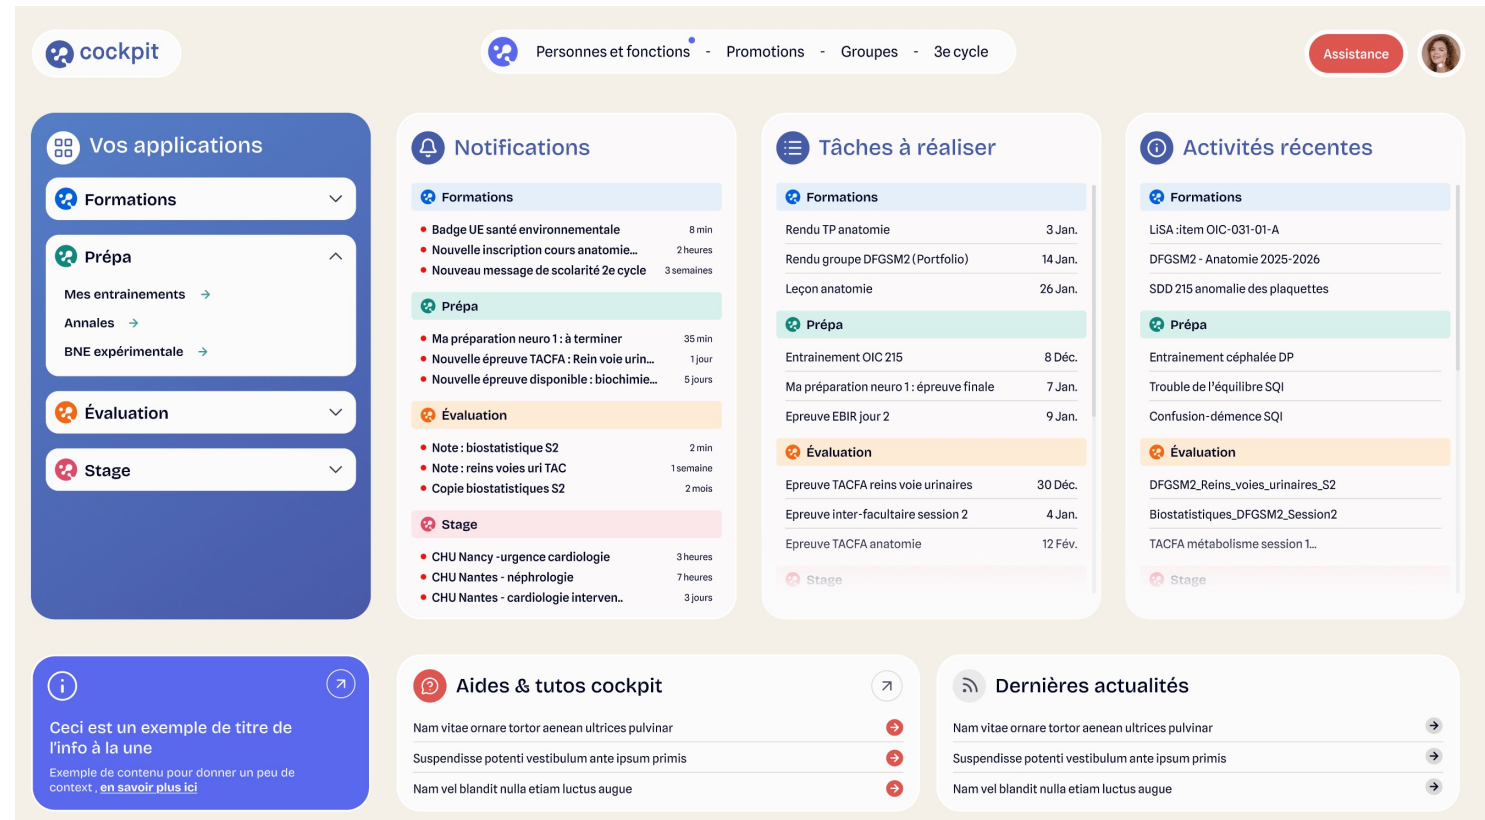 cockpit
Personnes et fonctions - Promotions - Groupes - 3e cycle
Assistance
Vos applications
Formations
Prépa
Mes entrainements →
Annales →
BNE expérimentale →
Évaluation
Stage
Notifications
Formations
Badge UE santé environnementale 8 min
Nouvelle inscription cours anatomie... 2 heures
Nouveau message de scolarité 2e cycle 3 semaines
Prépa
Ma préparation neuro 1 : à terminer 35 min
Nouvelle épreuve TACFA : Rein voie urin... 1 jour
Nouvelle épreuve disponible : biochimie... 5 jours
Évaluation
Note : biostatistique S2 2 min
Note : reins voies uri TAC 1 semaine
Copie biostatistiques S2 2 mois
Stage
CHU Nancy -urgence cardiologie 3 heures
CHU Nantes - néphrologie 7 heures
CHU Nantes - cardiologie interven.. 3 jours
Tâches à réaliser
Formations
Rendu TP anatomie 3 Jan.
Rendu groupe DFGSM2 (Portfolio) 14 Jan.
Leçon anatomie 26 Jan.
Prépa
Entrainement OIC 215 8 Déc.
Ma préparation neuro 1 : épreuve finale 7 Jan.
Epreuve EBIR jour 2 9 Jan.
Évaluation
Epreuve TACFA reins voie urinaires 30 Déc.
Epreuve inter-facultaire session 2 4 Jan.
Epreuve TACFA anatomie 12 Fév.
Stage
Activités récentes
Formations
LiSA :item OIC-031-01-A
DFGSM2 - Anatomie 2025-2026
SDD 215 anomalie des plaquettes
Prépa
Entrainement céphalée DP
Trouble de l'équilibre SQI
Confusion-démence SQI
Évaluation
DFGSM2_Reins_voies_urinaires_S2
Biostatistiques_DFGSM2_Session2
TACFA métabolisme session 1...
Stage
Ceci est un exemple de titre de
l'info à la une
Exemple de contenu pour donner un peu de
context , en savoir plus ici
Aides & tutos cockpit
Nam vitae ornare tortor aenean ultrices pulvinar
Suspendisse potenti vestibulum ante ipsum primis
Nam vel blandit nulla etiam luctus augue
Dernières actualités
Nam vitae ornare tortor aenean ultrices pulvinar
Suspendisse potenti vestibulum ante ipsum primis
Nam vel blandit nulla etiam luctus augue